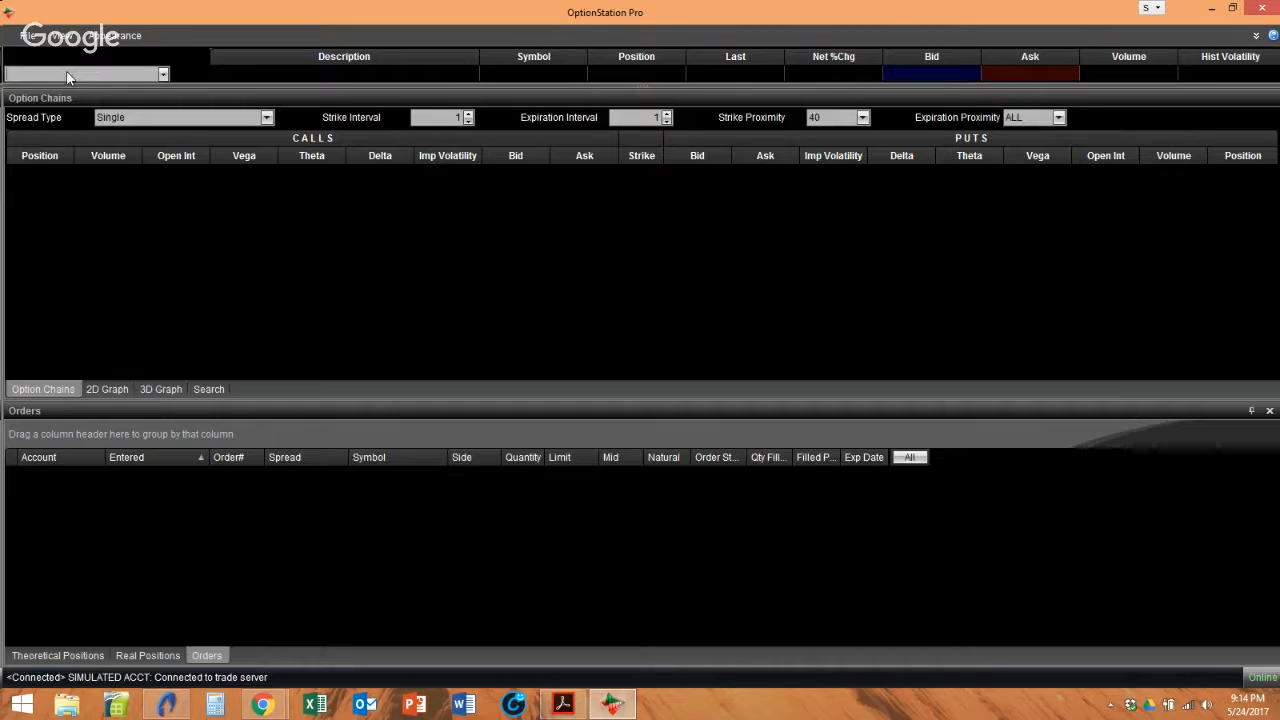 OptionStation Pro
S
File View Appearance
Google
Description Symbol Position Last Net %Chg Bid Ask Volume Hist Volatility
Option Chains
Spread Type Single Strike Interval 1 Expiration Interval 1 Strike Proximity 40 Expiration Proximity ALL
CALLS PUTS
Position Volume Open Int Vega Theta Delta Imp Volatility Bid Ask Strike Bid Ask Imp Volatility Delta Theta Vega Open Int Volume Position
Option Chains 2D Graph 3D Graph Search
Orders
Drag a column header here to group by that column
Account Entered Order# Spread Symbol Side Quantity Limit Mid Natural Order St... Qty Fill... Filled P... Exp Date All
Theoretical Positions Real Positions Orders
<Connected> SIMULATED ACCT: Connected to trade server Online
9:14 PM
5/24/2017